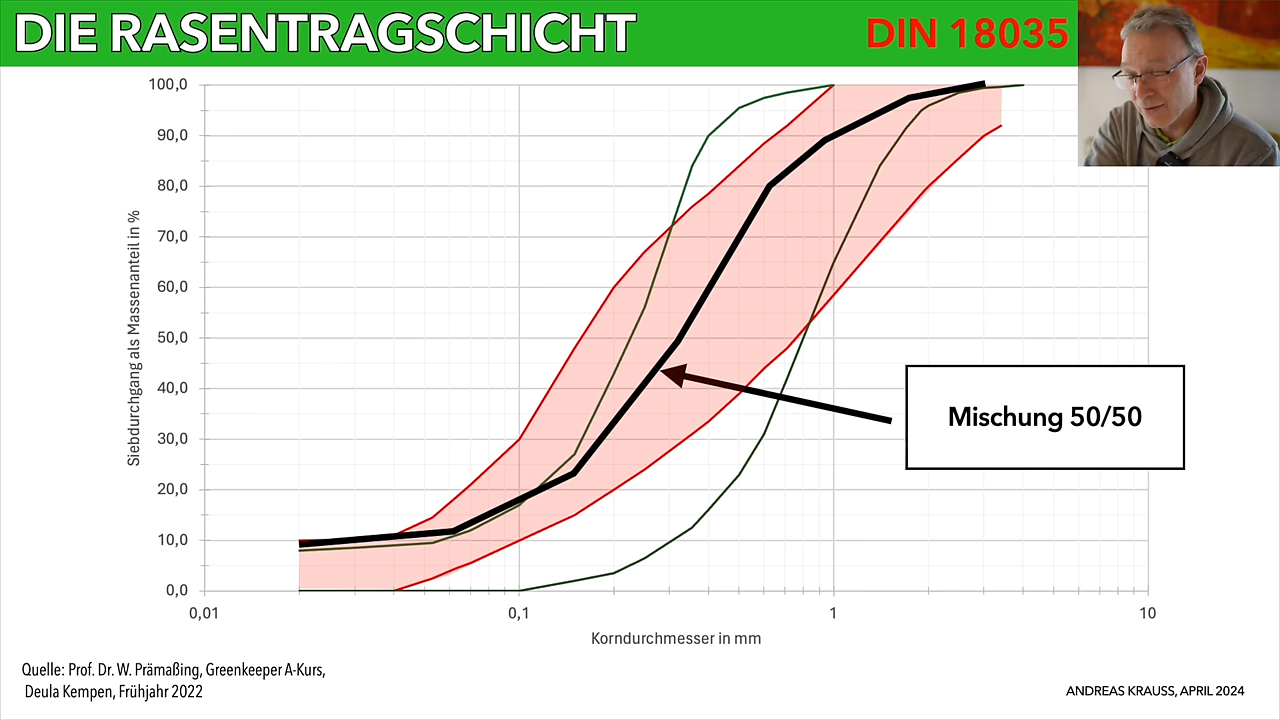 DIE RASENTRAGSCHICHT
DIN 18035
Siebdurchgang als Massenanteil in %
100,0
90,0
80,0
70,0
60,0
50,0
40,0
30,0
20,0
10,0
0,0
Mischung 50/50
0,01
0,1
1
10
Korndurchmesser in mm
Quelle: Prof. Dr. W. Prämaßing, Greenkeeper A-Kurs,
Deula Kempen, Frühjahr 2022
ANDREAS KRAUSS, APRIL 2024